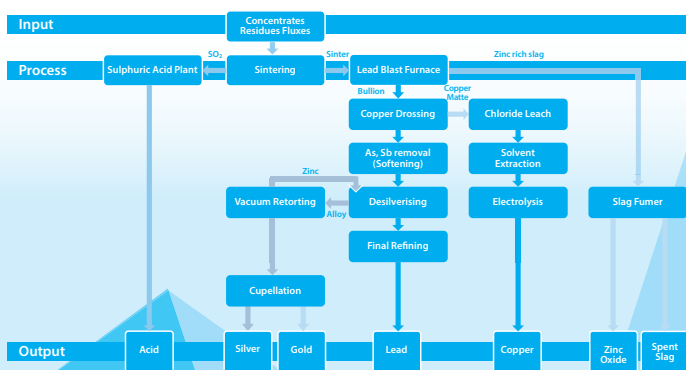 Input
Concentrates
Residues Fluxes
SO₂
Sinter
Zinc rich slag
Process
Sulphuric Acid Plant
Sintering
Lead Blast Furnace
Bullion
Copper
Matte
Copper Drossing
Chloride Leach
As, Sb removal
(Softening)
Solvent
Extraction
Zinc
Vacuum Retorting
Alloy
Desilverising
Electrolysis
Slag Fumer
Final Refining
Cupellation
Output
Acid
Silver
Gold
Lead
Copper
Zinc
Oxide
Spent
Slag